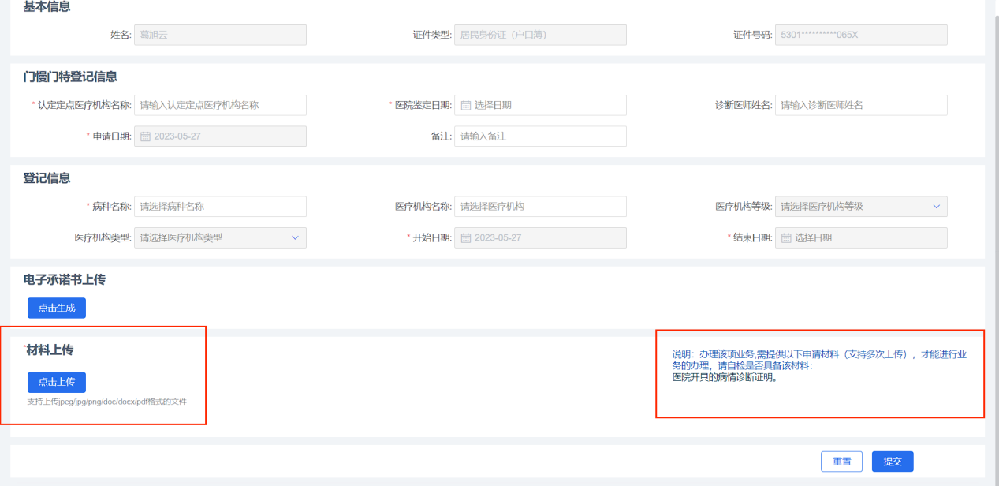 基本信息
姓名: 葛旭云 证件类型: 居民身份证（户口簿） 证件号码: 5301**********065X
门慢门特登记信息
* 认定定点医疗机构名称: 请输入认定定点医疗机构名称 * 医院鉴定日期: 选择日期 诊断医师姓名: 请输入诊断医师姓名
* 申请日期: 2023-05-27 备注: 请输入备注
登记信息
* 病种名称: 请选择病种名称 医疗机构名称: 请选择医疗机构 医疗机构等级: 请选择医疗机构等级
医疗机构类型: 请选择医疗机构类型 * 开始日期: 2023-05-27 * 结束日期: 选择日期
电子承诺书上传
点击生成
*材料上传
点击上传
支持上传jpeg/jpg/png/doc/docx/pdf格式的文件
说明：办理该项业务,需提供以下申请材料（支持多次上传），才能进行业
务的办理，请自检是否具备该材料：
医院开具的病情诊断证明。
重置 提交